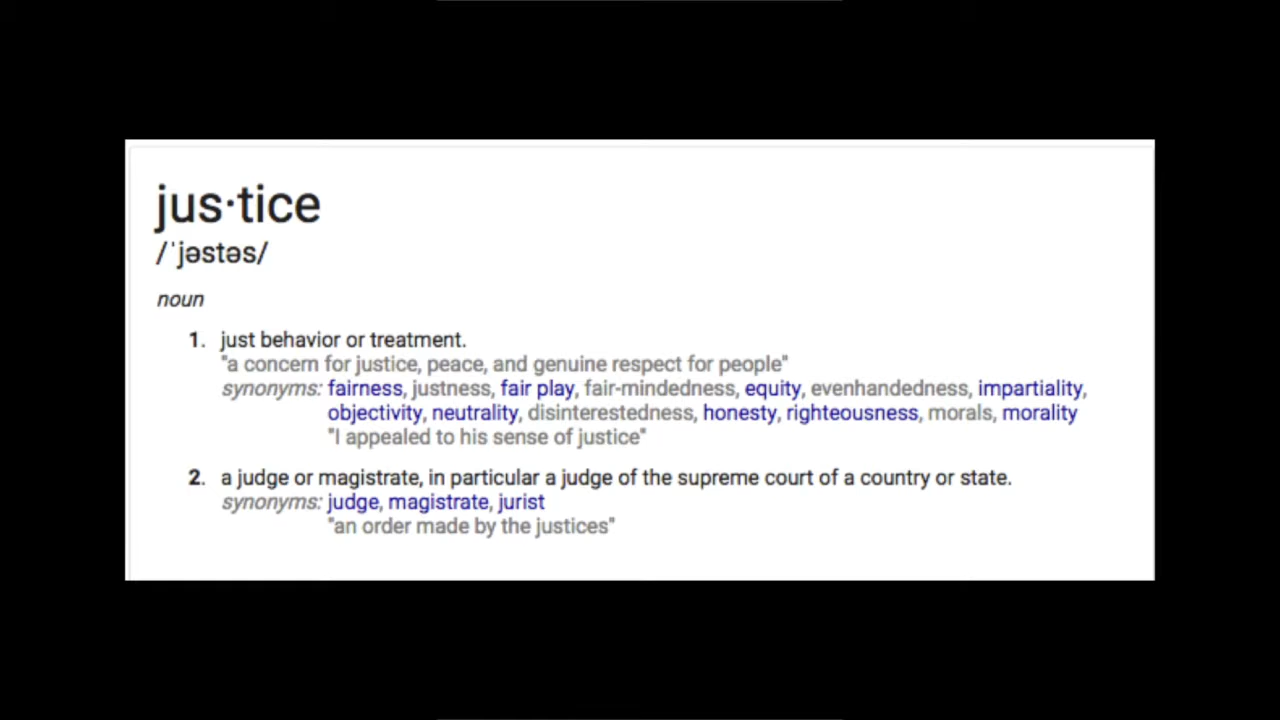 jus·tice
/ˈjəstəs/
noun
1. just behavior or treatment.
"a concern for justice, peace, and genuine respect for people"
synonyms: fairness, justness, fair play, fair-mindedness, equity, evenhandedness, impartiality,
objectivity, neutrality, disinterestedness, honesty, righteousness, morals, morality
"I appealed to his sense of justice"
2. a judge or magistrate, in particular a judge of the supreme court of a country or state.
synonyms: judge, magistrate, jurist
"an order made by the justices"